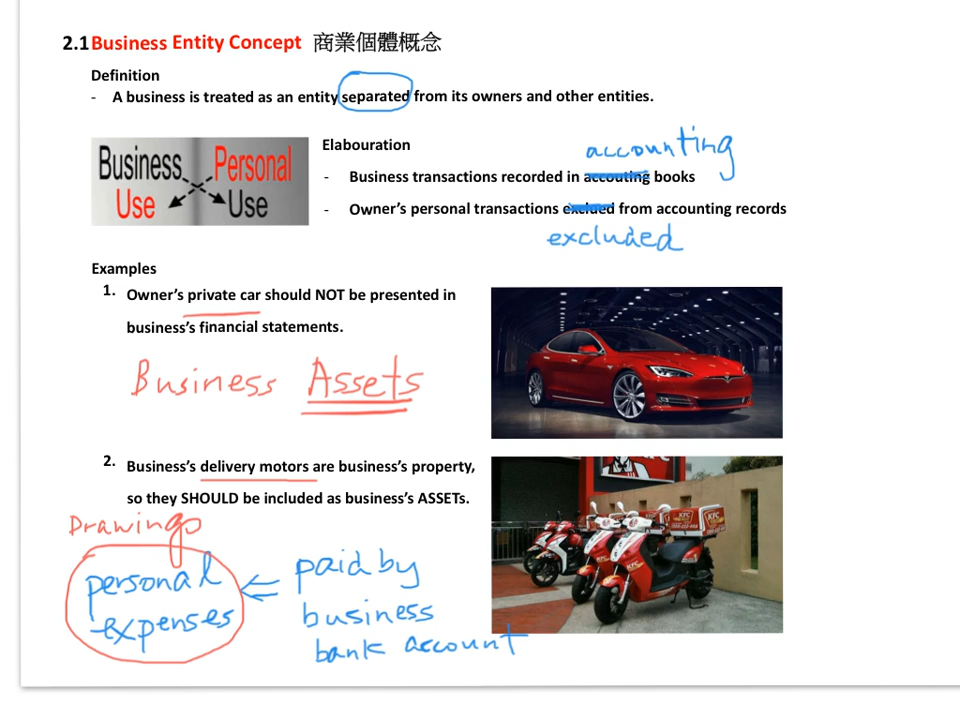 2.1 Business Entity Concept 商業個體概念
Definition
- A business is treated as an entity separated from its owners and other entities.
Business Personal
Use Use
Elabouration
accounting
- Business transactions recorded in accouting books
- Owner's personal transactions exclued from accounting records
excluded
Examples
1. Owner's private car should NOT be presented in
business's financial statements.
Business Assets
2. Business's delivery motors are business's property,
so they SHOULD be included as business's ASSETs.
Drawings
personal
expenses
paid by
business
bank account
KFC
KFC
KFC